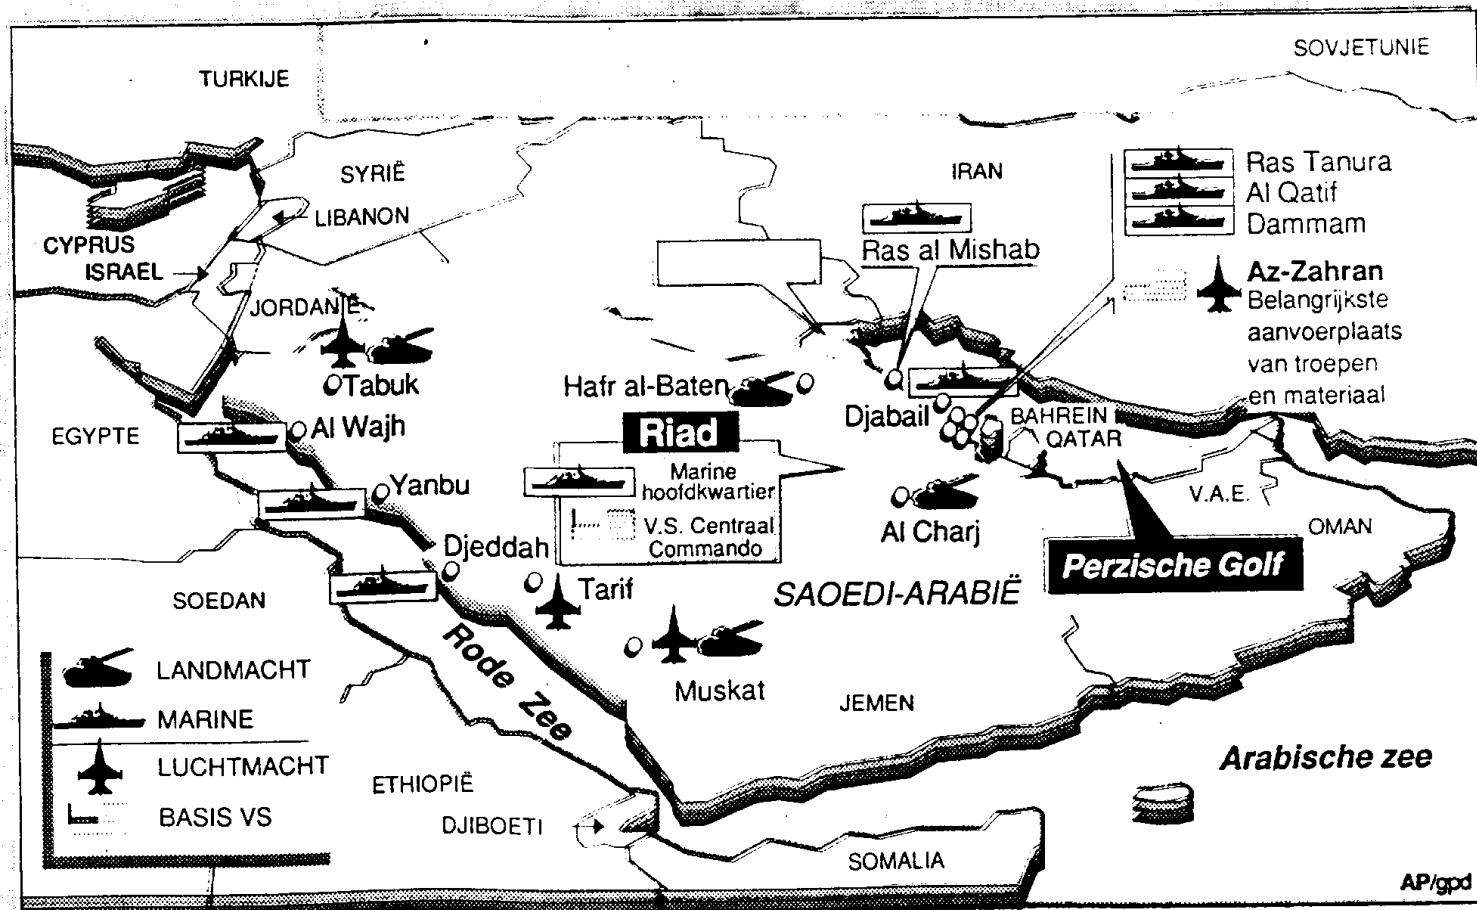 TURKIJE
SOVJETUNIE
SYRIË
IRAN
LIBANON
CYPRUS
ISRAEL
JORDANIË
Ras al Mishab
Ras Tanura
Al Qatif
Dammam
Az-Zahran
Belangrijkste
aanvoerplaats
van troepen
en materiaal
Tabuk
Hafr al-Baten
Djabail
BAHREIN
QATAR
EGYPTE
Al Wajh
Riad
Marine
hoofdkwartier
V.S. Centraal
Commando
Yanbu
V.A.E.
OMAN
Al Charj
Perzische Golf
Djeddah
Tarif
SAOEDI-ARABIË
SOEDAN
Rode Zee
Muskat
JEMEN
LANDMACHT
MARINE
LUCHTMACHT
BASIS VS
ETHIOPIË
DJIBOETI
SOMALIA
Arabische zee
AP/gpd